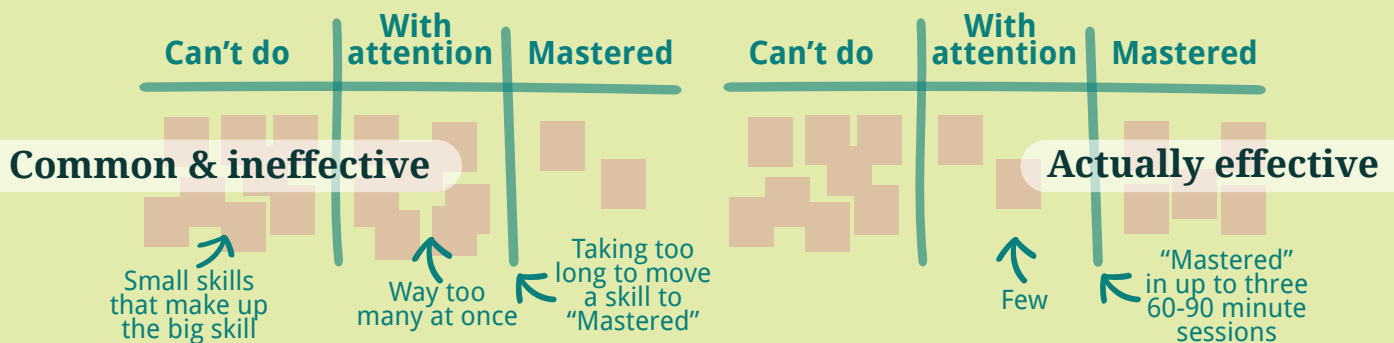 Can't do
With
attention
Mastered
Common & ineffective
Small skills
that make up
the big skill
Way too
many at once
Taking too
long to move
a skill to
“Mastered”
Can't do
With
attention
Mastered
Actually effective
Few
“Mastered”
in up to three
60-90 minute
sessions